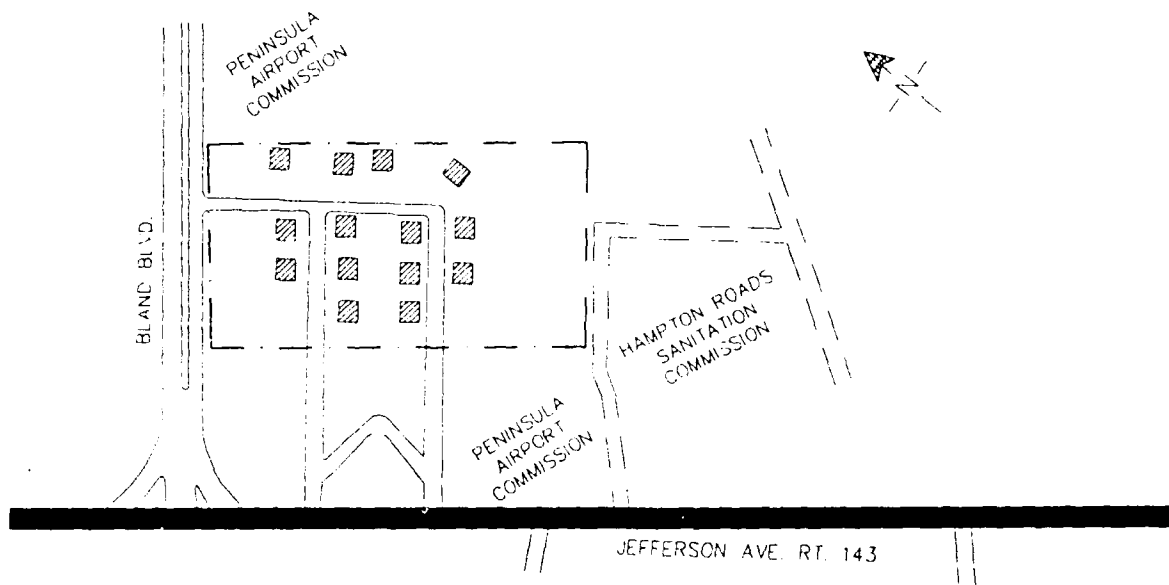 PENINSULA
AIRPORT
COMMISSION
N
BLAND BLVD.
HAMPTON ROADS
SANITATION
COMMISSION
PENINSULA
AIRPORT
COMMISSION
JEFFERSON AVE. RT. 143